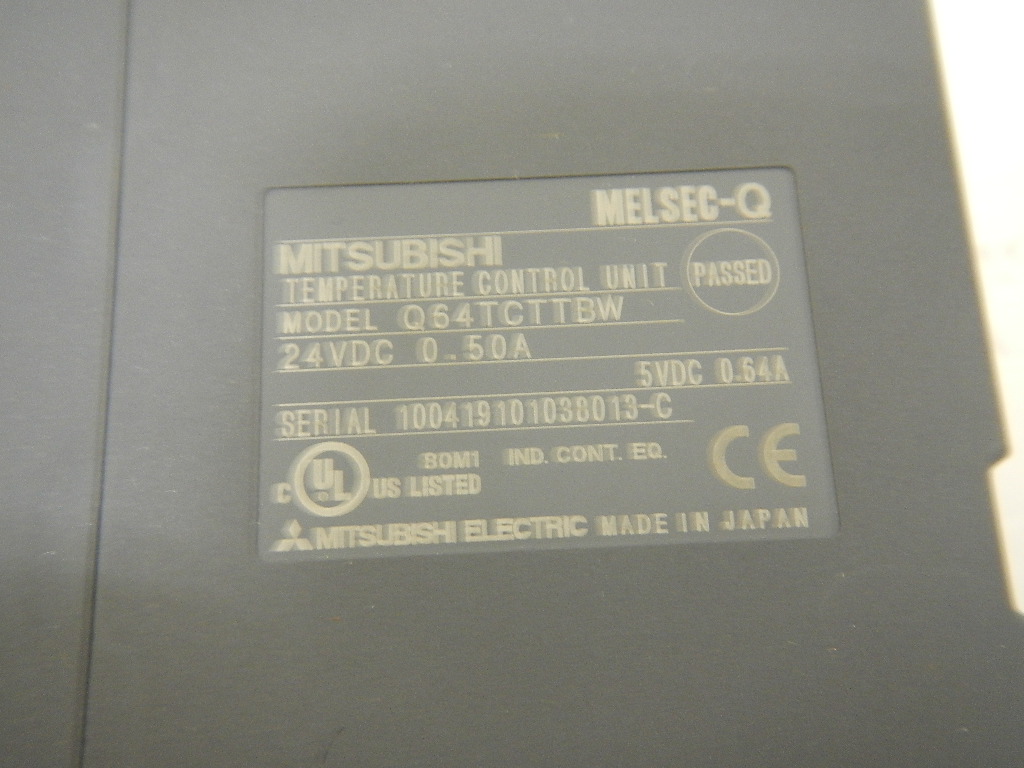 MELSEC-Q
MITSUBISHI
TEMPERATURE CONTROL UNIT
PASSED
MODEL Q64TCTTBW
24VDC 0.50A
5VDC 0.64A
SERIAL 100419101038013-C
80M1 IND. CONT. EQ.
C UL US LISTED
CE
MITSUBISHI ELECTRIC MADE IN JAPAN